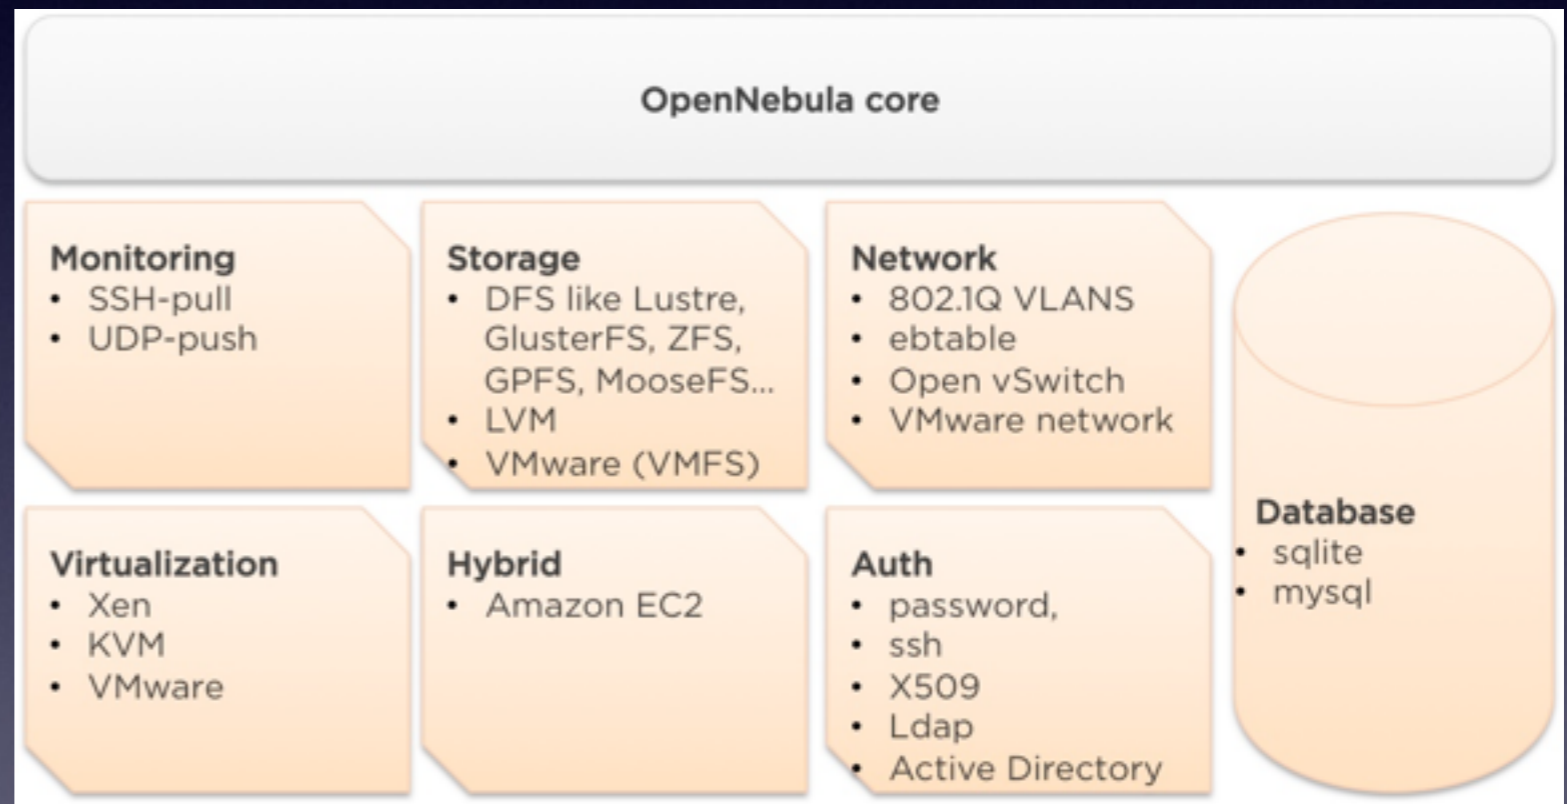 OpenNebula core
Monitoring
• SSH-pull
• UDP-push
Storage
• DFS like Lustre,
GlusterFS, ZFS,
GPFS, MooseFS...
• LVM
• VMware (VMFS)
Network
• 802.1Q VLANS
• ebtable
• Open vSwitch
• VMware network
Virtualization
• Xen
• KVM
• VMware
Hybrid
• Amazon EC2
Auth
• password,
• ssh
• X509
• Ldap
• Active Directory
Database
• sqlite
• mysql